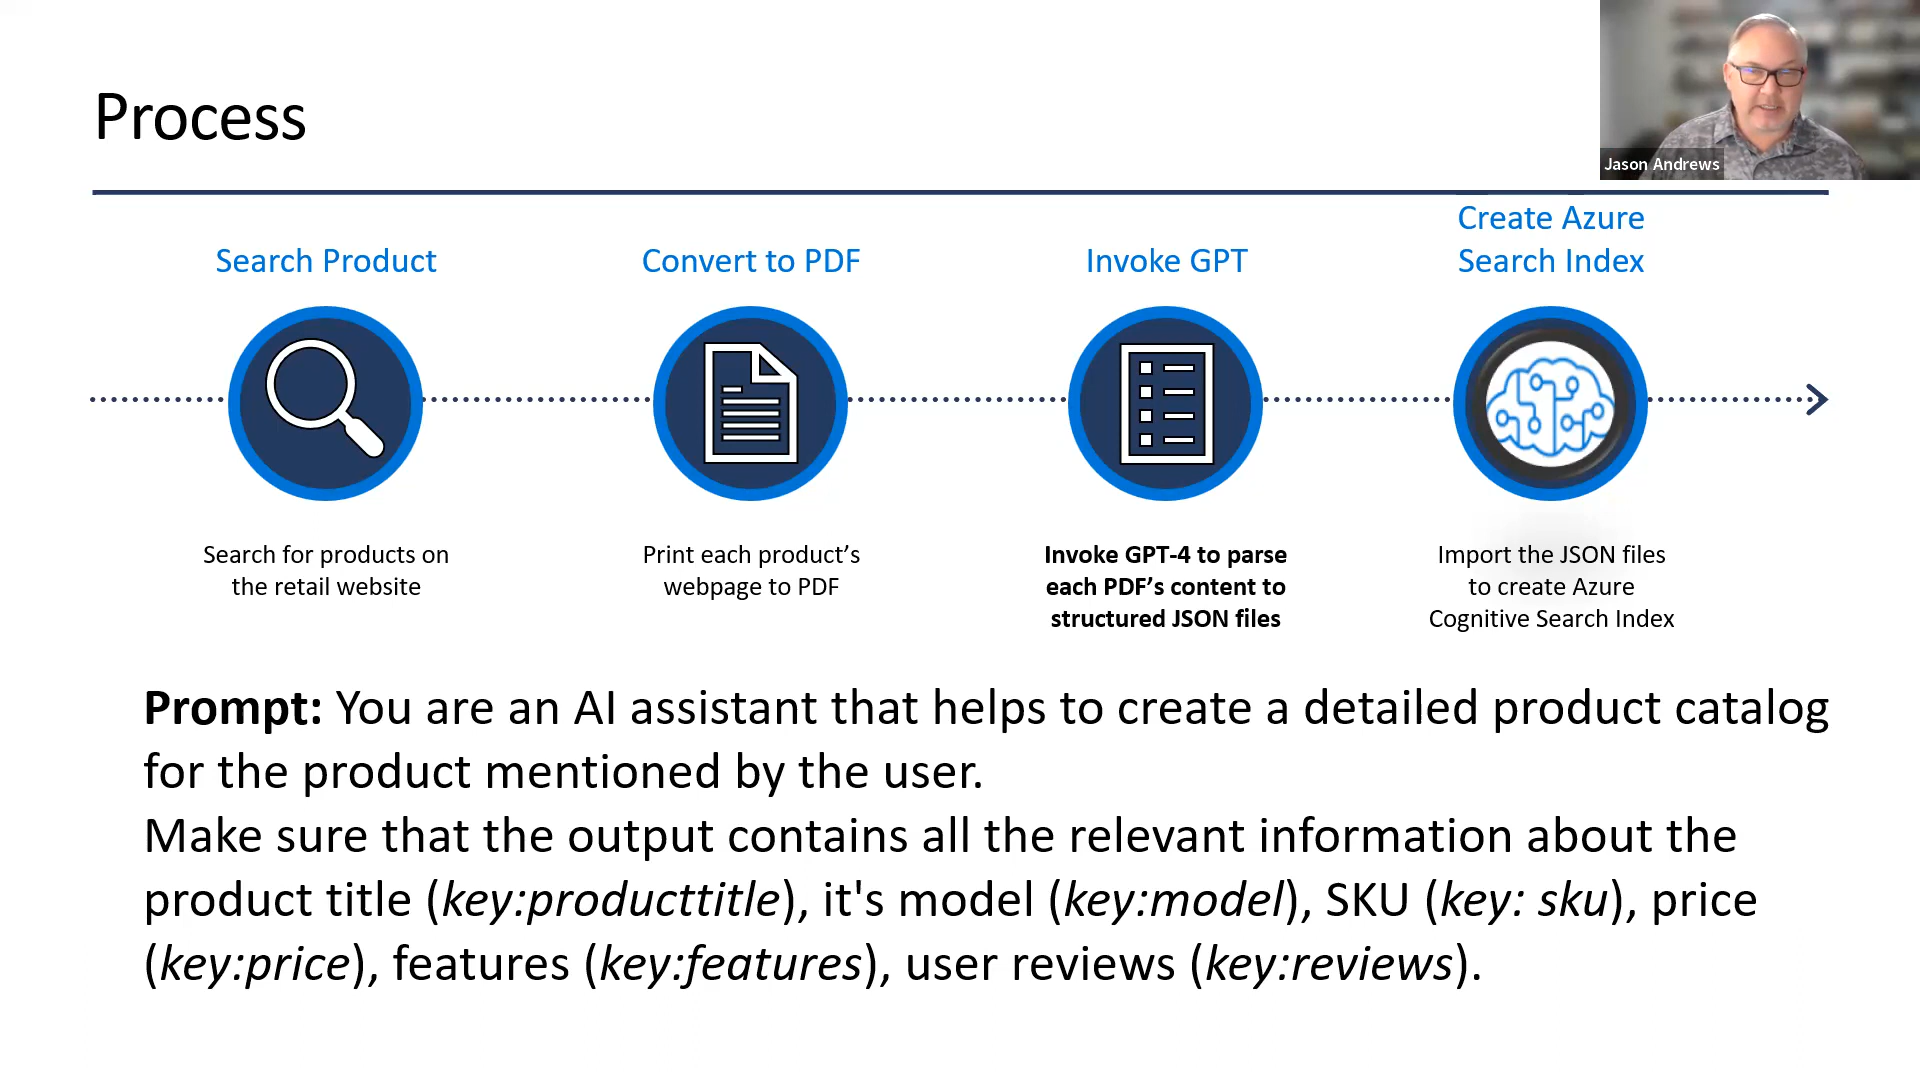 Process
Jason Andrews
Search Product
Convert to PDF
Invoke GPT
Create Azure
Search Index
Search for products on
the retail website
Print each product’s
webpage to PDF
Invoke GPT-4 to parse
each PDF’s content to
structured JSON files
Import the JSON files
to create Azure
Cognitive Search Index
Prompt: You are an AI assistant that helps to create a detailed product catalog
for the product mentioned by the user.
Make sure that the output contains all the relevant information about the
product title (key:producttitle), it's model (key:model), SKU (key: sku), price
(key:price), features (key:features), user reviews (key:reviews).